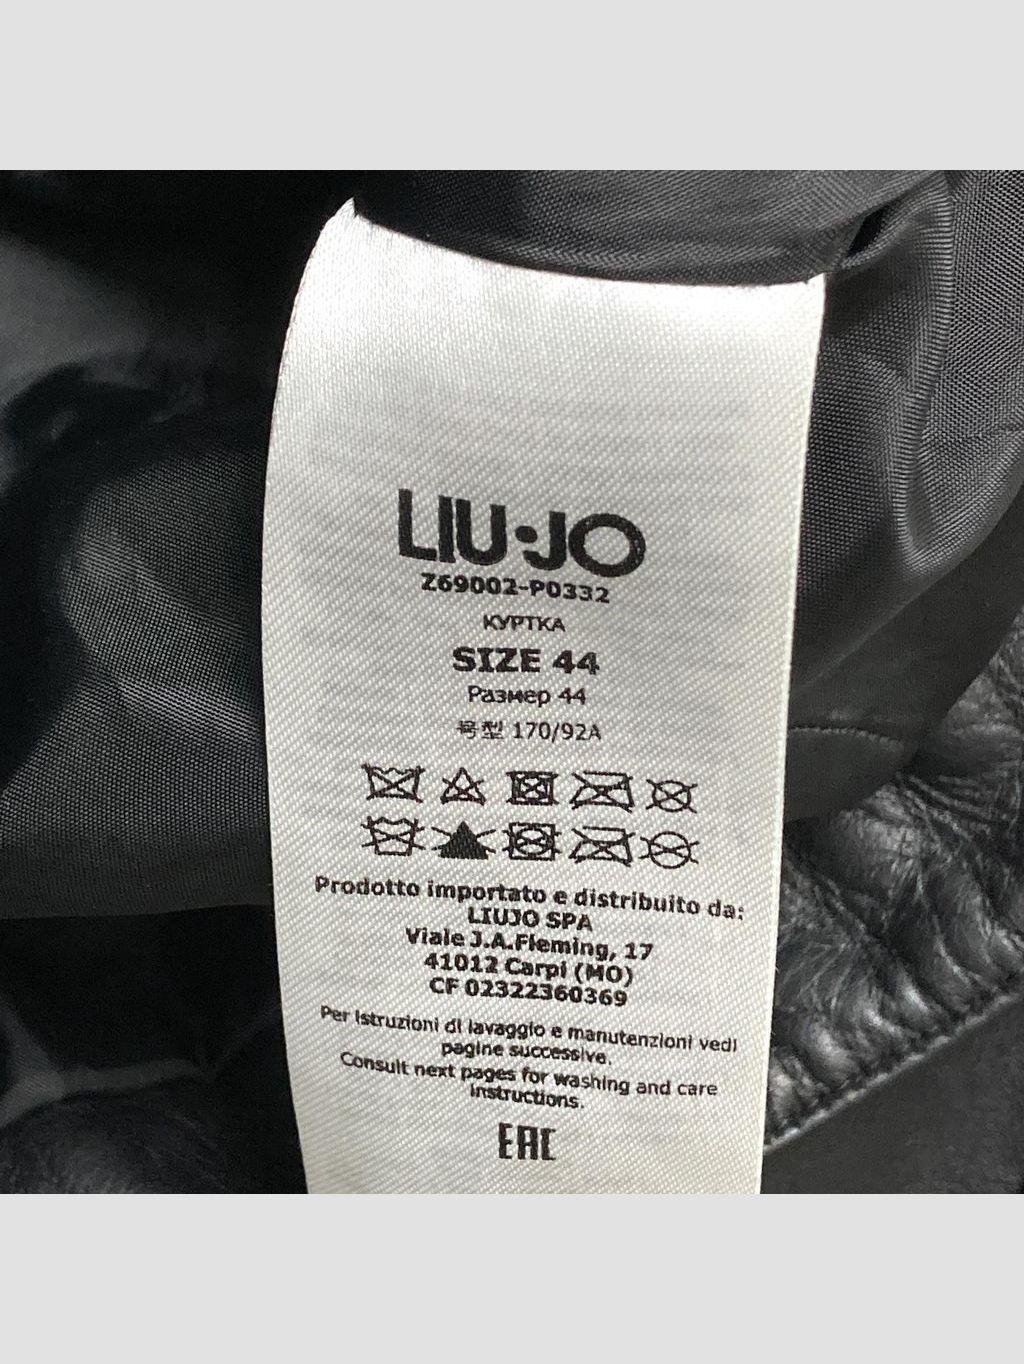 LIU·JO
Z69002-P0332
КУРТКА
SIZE 44
Размер 44
号型 170/92A
Prodotto importato e distribuito da:
LIUJO SPA
Viale J.A.Fleming, 17
41012 Carpi (MO)
CF 02322360369
Per istruzioni di lavaggio e manutenzioni vedi
pagine successive.
Consult next pages for washing and care
instructions.
EAC